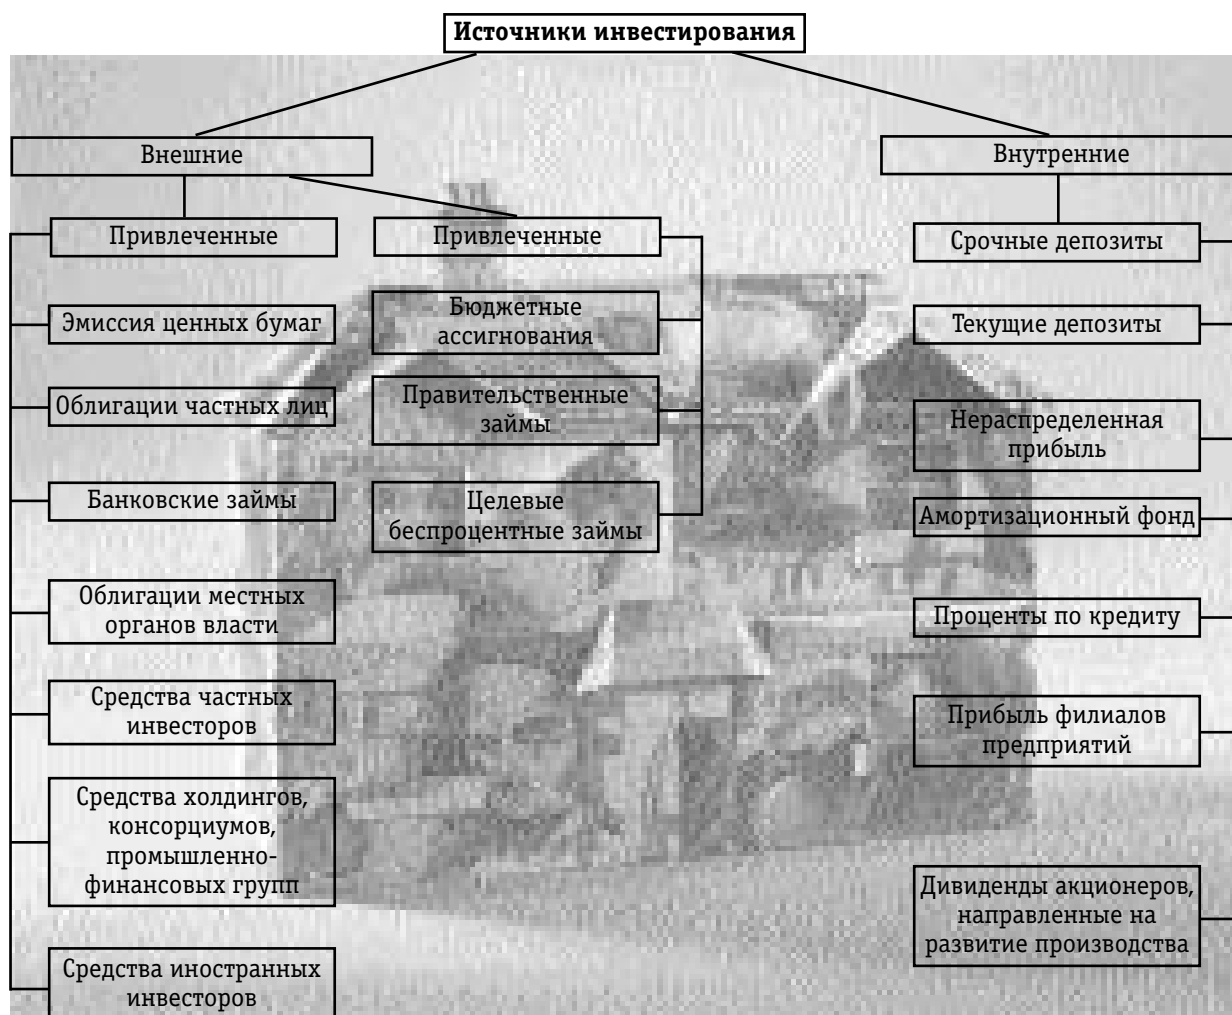 Источники инвестирования
Внешние
Внутренние
Привлеченные
Эмиссия ценных бумаг
Облигации частных лиц
Банковские займы
Облигации местных
органов власти
Средства частных
инвесторов
Средства холдингов,
консорциумов,
промышленно-
финансовых групп
Средства иностранных
инвесторов
Привлеченные
Бюджетные
ассигнования
Правительственные
займы
Целевые
беспроцентные займы
Срочные депозиты
Текущие депозиты
Нераспределенная
прибыль
Амортизационный фонд
Проценты по кредиту
Прибыль филиалов
предприятий
Дивиденды акционеров,
направленные на
развитие производства